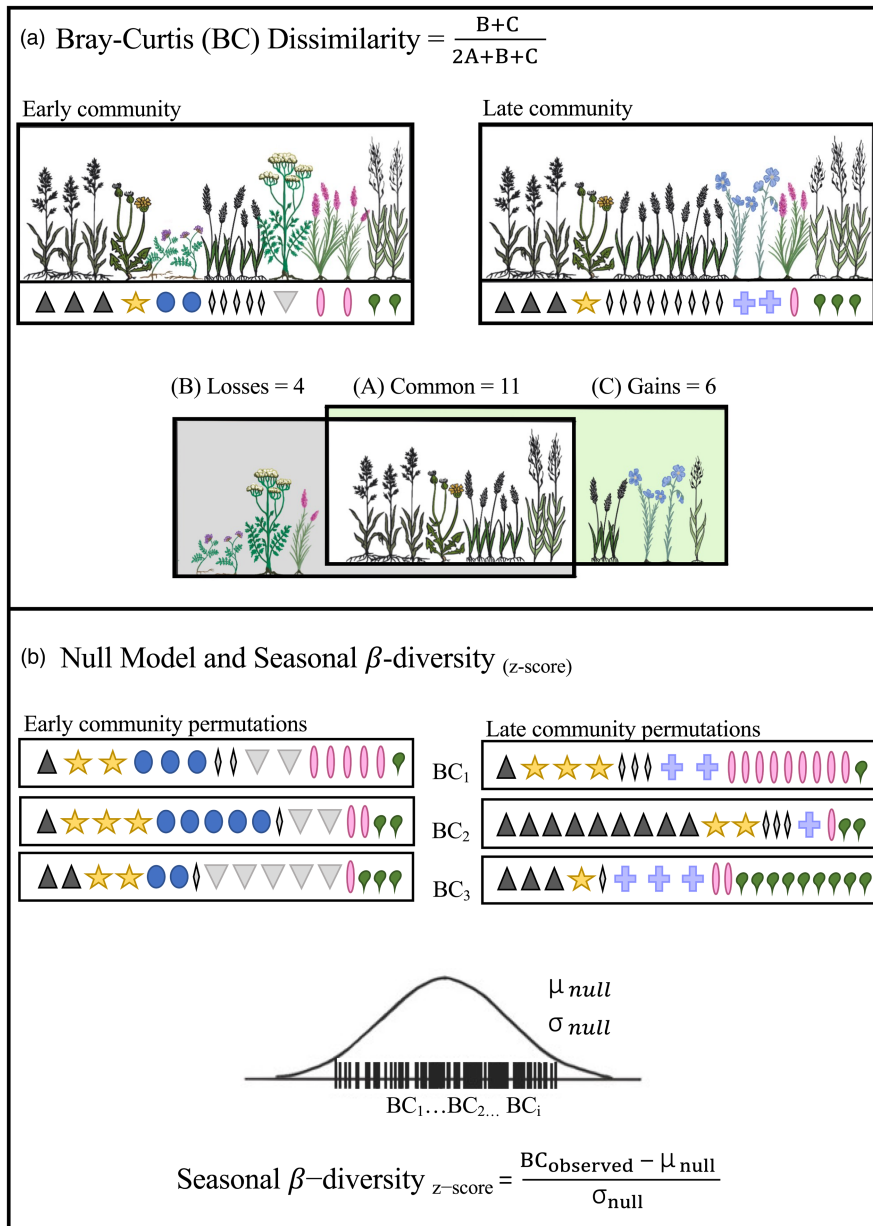 (a) Bray-Curtis (BC) Dissimilarity = B+C / 2A+B+C
Early community
Late community
(B) Losses = 4
(A) Common = 11
(C) Gains = 6
(b) Null Model and Seasonal β-diversity (z-score)
Early community permutations
Late community permutations
BC₁
BC₂
BC₃
μ null
σ null
BC₁…BC₂… BCᵢ
Seasonal β−diversity z−score = BCobserved − μ null / σnull